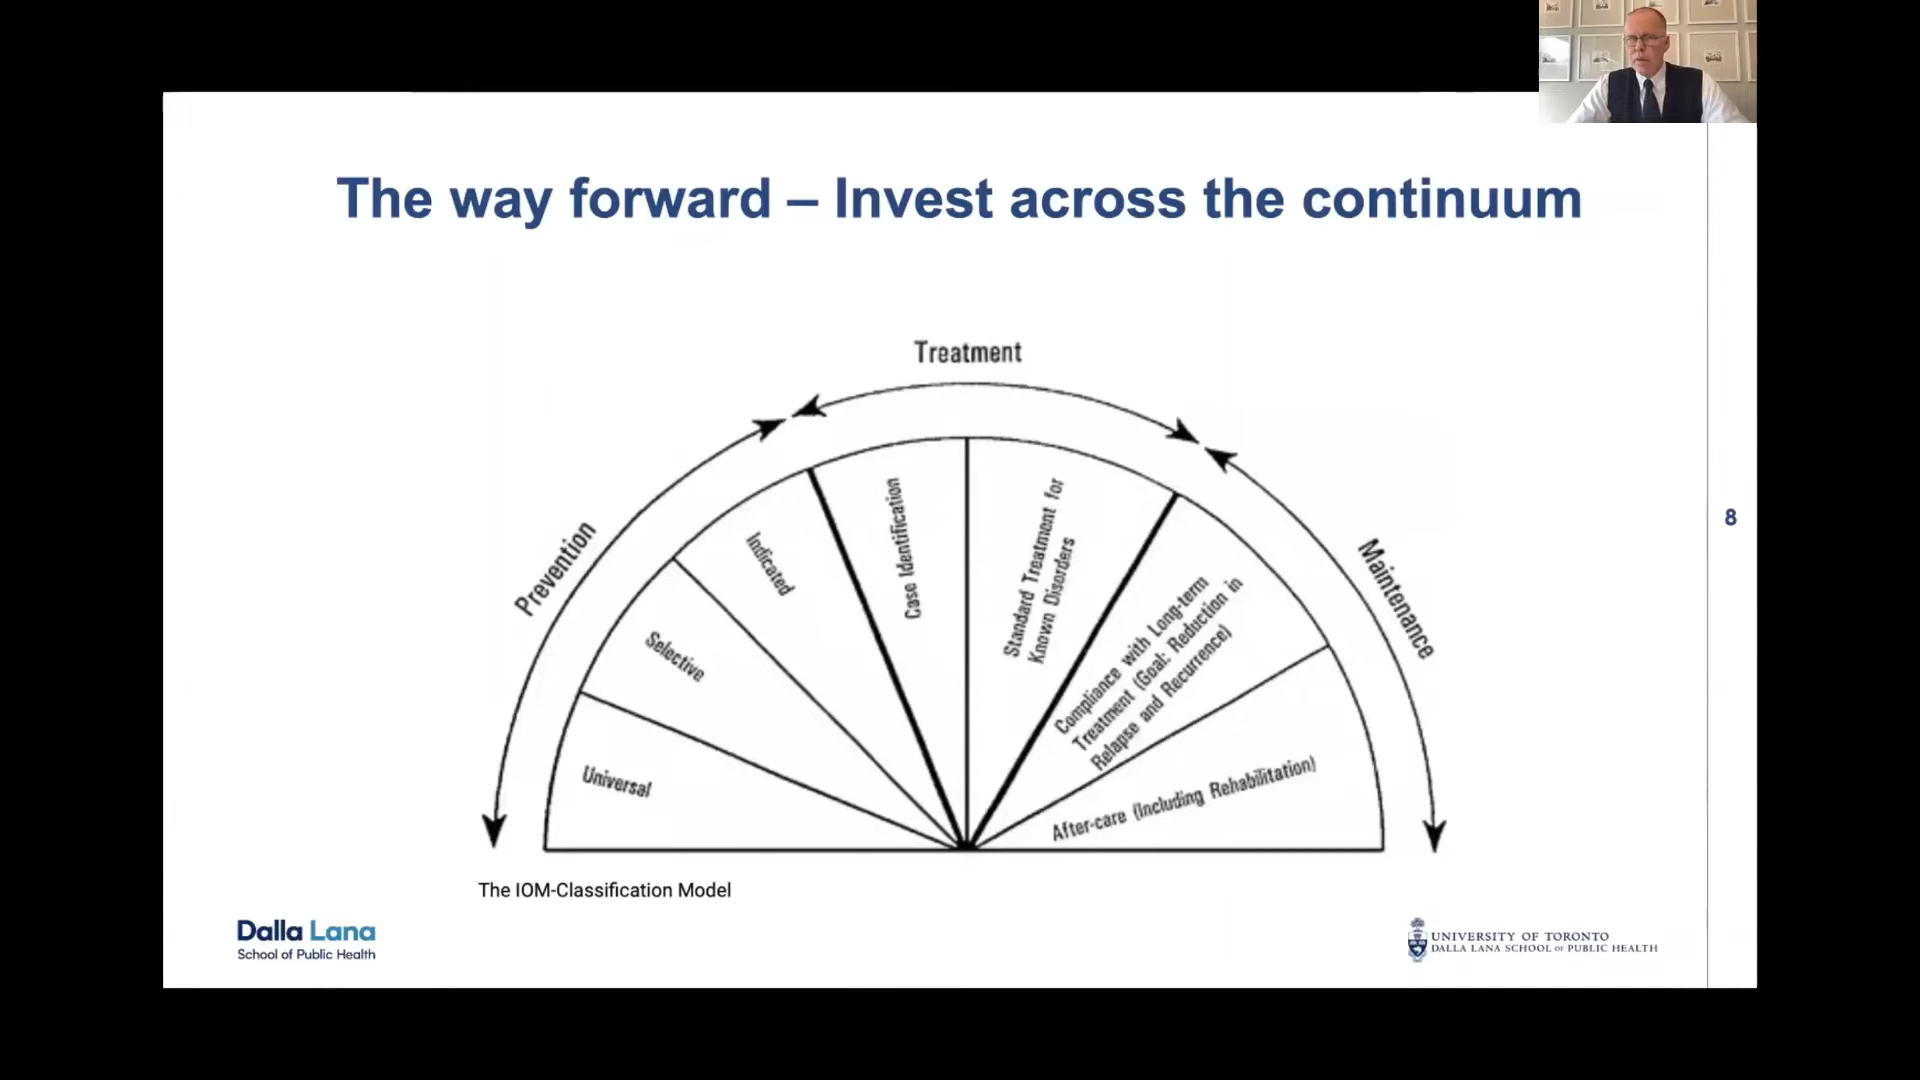 The way forward – Invest across the continuum
Treatment
Prevention
Maintenance
Universal
Selective
Indicated
Case Identification
Standard Treatment for
Known Disorders
Compliance with Long-term
Treatment (Goal: Reduction in
Relapse and Recurrence)
After-care (Including Rehabilitation)
8
The IOM-Classification Model
Dalla Lana
School of Public Health
UNIVERSITY OF TORONTO
DALLA LANA SCHOOL OF PUBLIC HEALTH